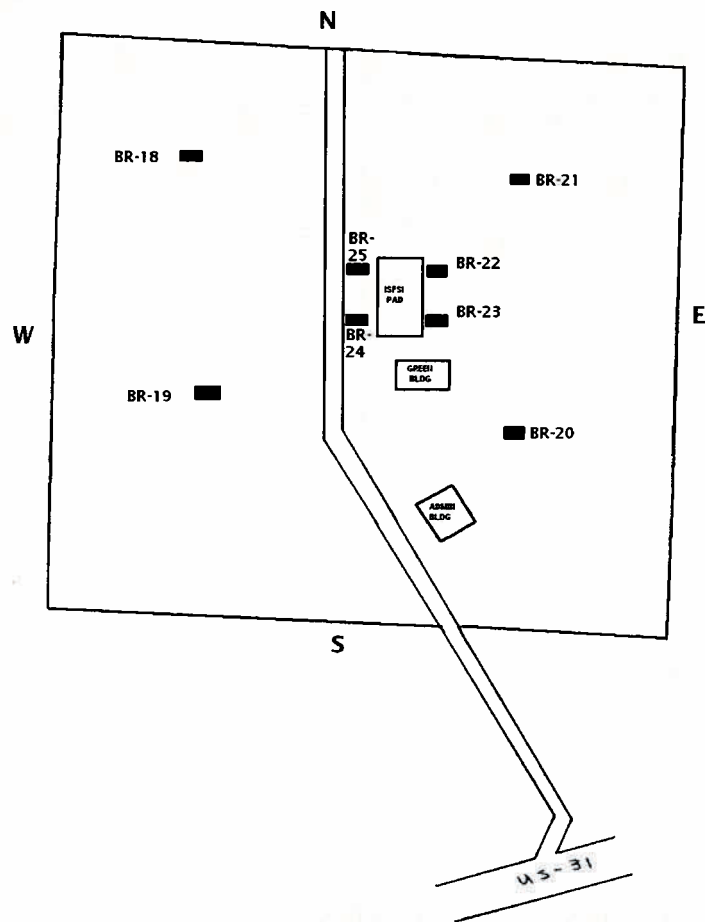 N
BR-18
BR-21
BR-
25
BR-22
ISFSI
PAD
BR-23
W
E
BR-
24
GREEN
BLDG
BR-19
BR-20
ADMIN
BLDG
S
US-31